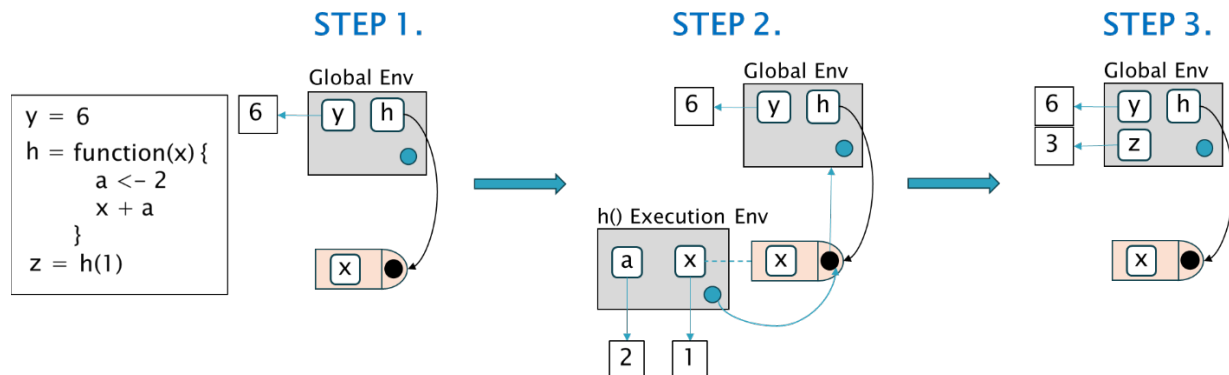 STEP 1.
STEP 2.
STEP 3.
y = 6
h = function(x) {
a <- 2
x + a
}
z = h(1)
Global Env
6
y
h
x
Global Env
6
y
h
h() Execution Env
a
x
x
2
1
Global Env
6
y
h
3
z
x